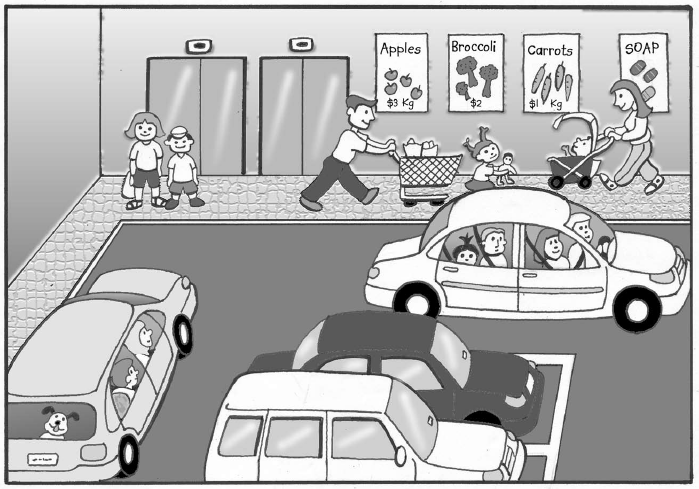 Apples
$3 Kg
Broccoli
$2
Carrots
$1 Kg
SOAP